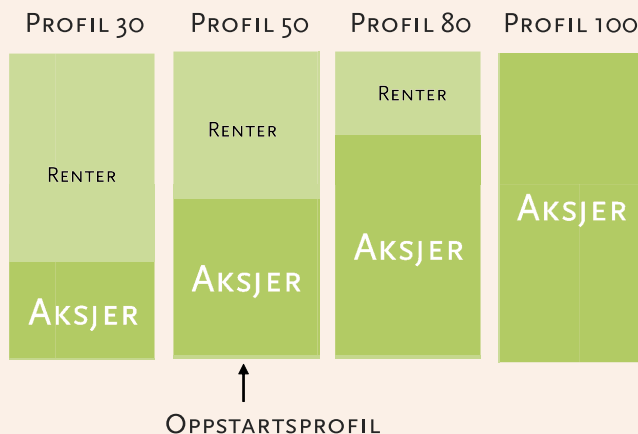 Profil 30 Profil 50 Profil 80 Profil 100
Renter Renter Renter
Aksjer Aksjer Aksjer Aksjer
Oppstartsprofil